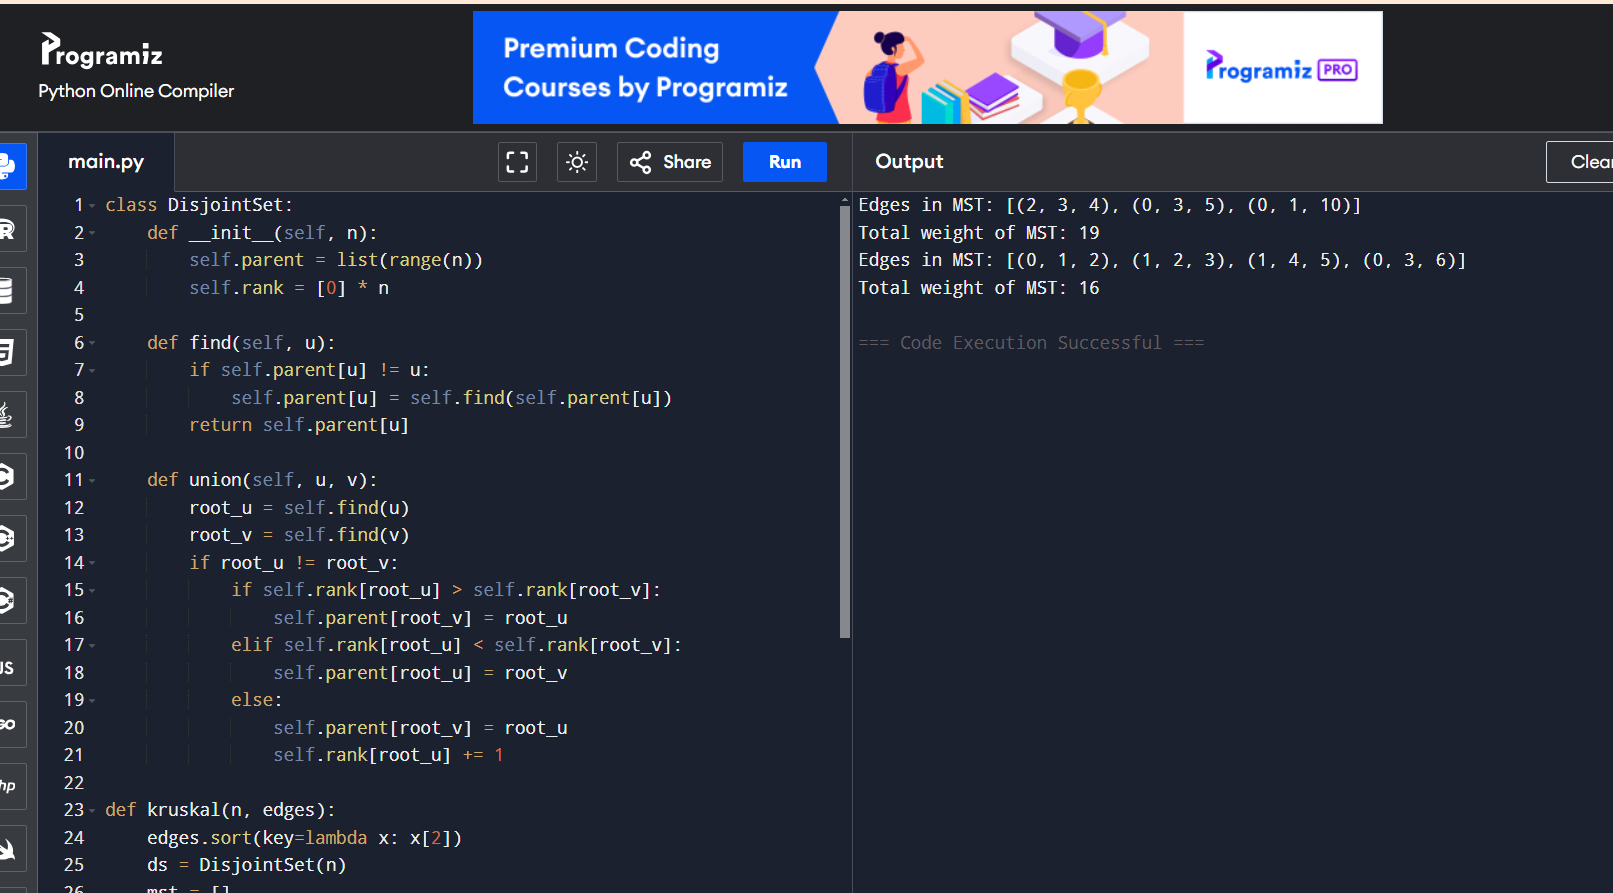 Programiz
Python Online Compiler
Premium Coding
Courses by Programiz
Programiz PRO
main.py
Share
Run
Output
Clear
1 class DisjointSet:
2     def __init__(self, n):
3         self.parent = list(range(n))
4         self.rank = [0] * n
5
6     def find(self, u):
7         if self.parent[u] != u:
8             self.parent[u] = self.find(self.parent[u])
9         return self.parent[u]
10
11     def union(self, u, v):
12         root_u = self.find(u)
13         root_v = self.find(v)
14         if root_u != root_v:
15             if self.rank[root_u] > self.rank[root_v]:
16                 self.parent[root_v] = root_u
17             elif self.rank[root_u] < self.rank[root_v]:
18                 self.parent[root_u] = root_v
19             else:
20                 self.parent[root_v] = root_u
21                 self.rank[root_u] += 1
22
23 def kruskal(n, edges):
24     edges.sort(key=lambda x: x[2])
25     ds = DisjointSet(n)
26     mst = []
Edges in MST: [(2, 3, 4), (0, 3, 5), (0, 1, 10)]
Total weight of MST: 19
Edges in MST: [(0, 1, 2), (1, 2, 3), (1, 4, 5), (0, 3, 6)]
Total weight of MST: 16
=== Code Execution Successful ===
R
JS
GO
hp